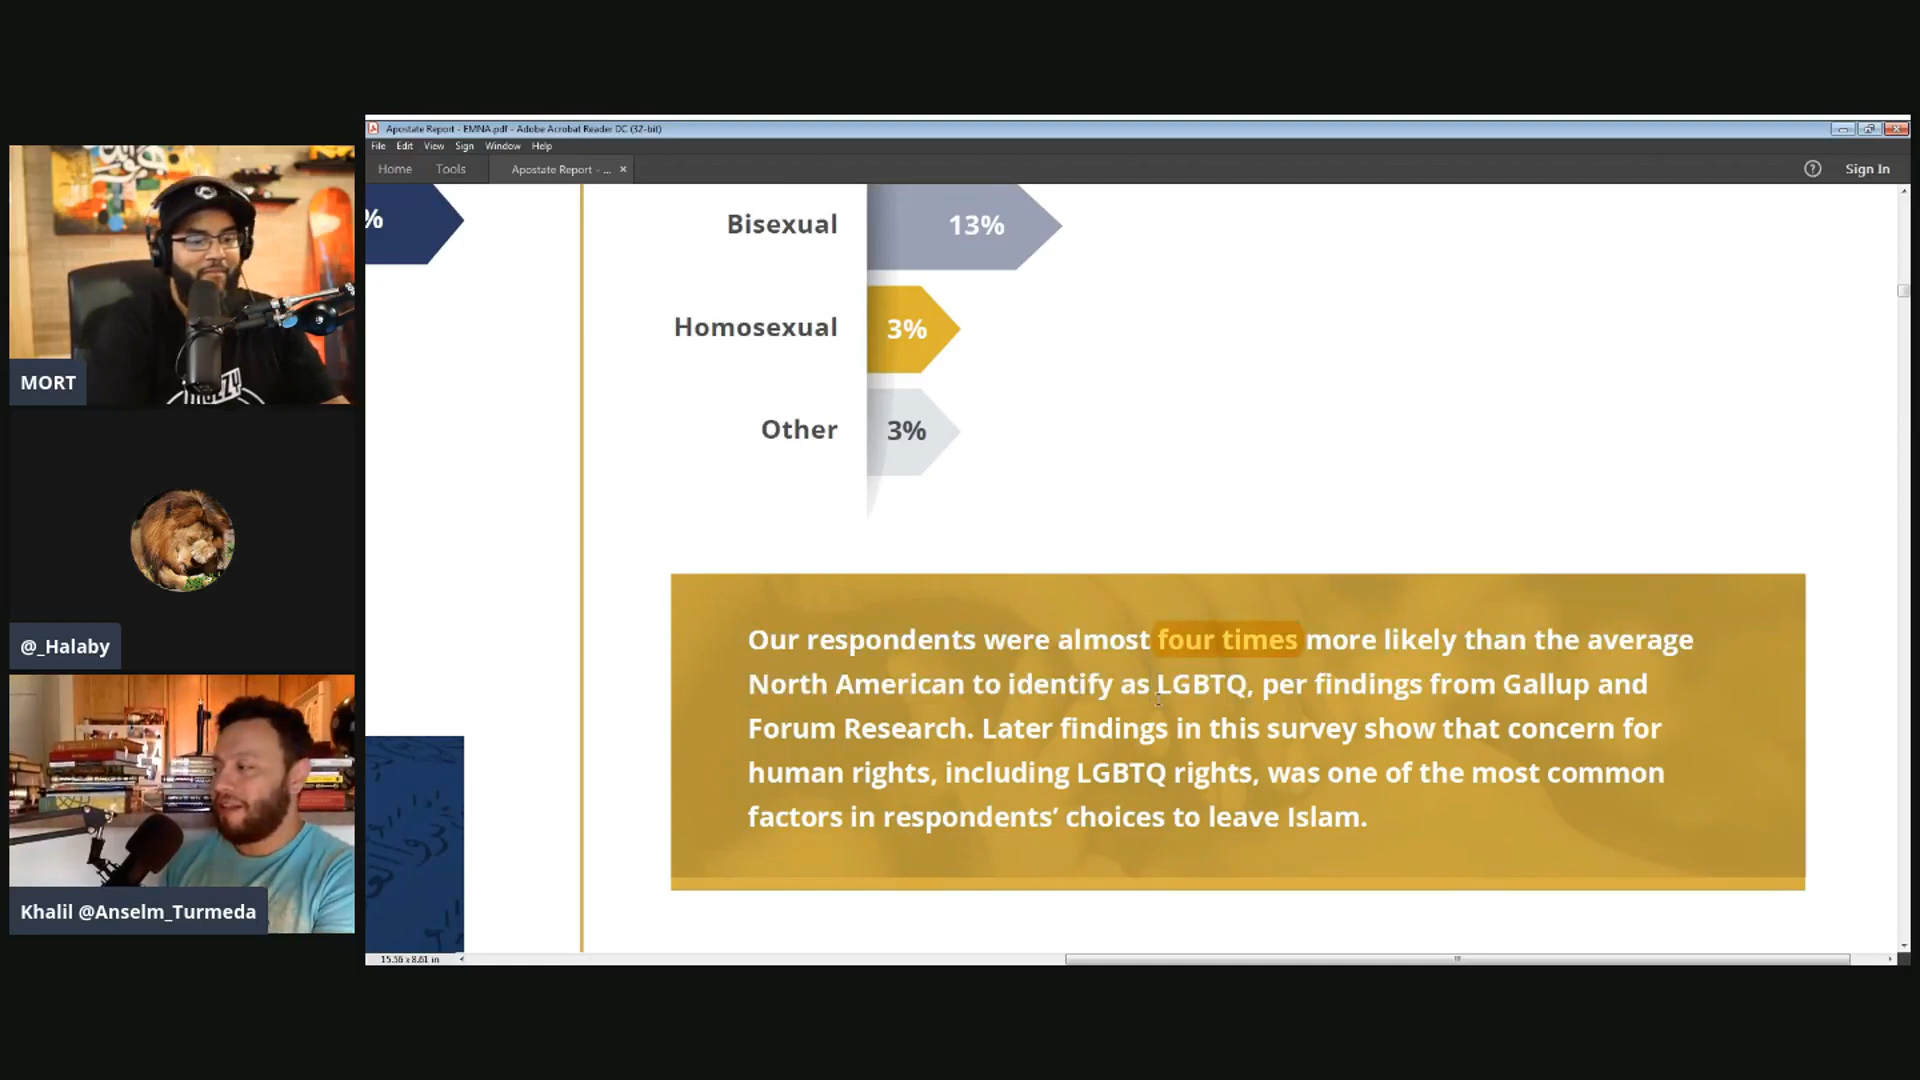 Apostate Report - EMNA.pdf - Adobe Acrobat Reader DC (32-bit)
File Edit View Sign Window Help
Home Tools Apostate Report - ... × ? Sign In
%
Bisexual 13%
Homosexual 3%
Other 3%
Our respondents were almost four times more likely than the average
North American to identify as LGBTQ, per findings from Gallup and
Forum Research. Later findings in this survey show that concern for
human rights, including LGBTQ rights, was one of the most common
factors in respondents’ choices to leave Islam.
15.56 x 8.61 in
MORT
@_Halaby
Khalil @Anselm_Turmeda